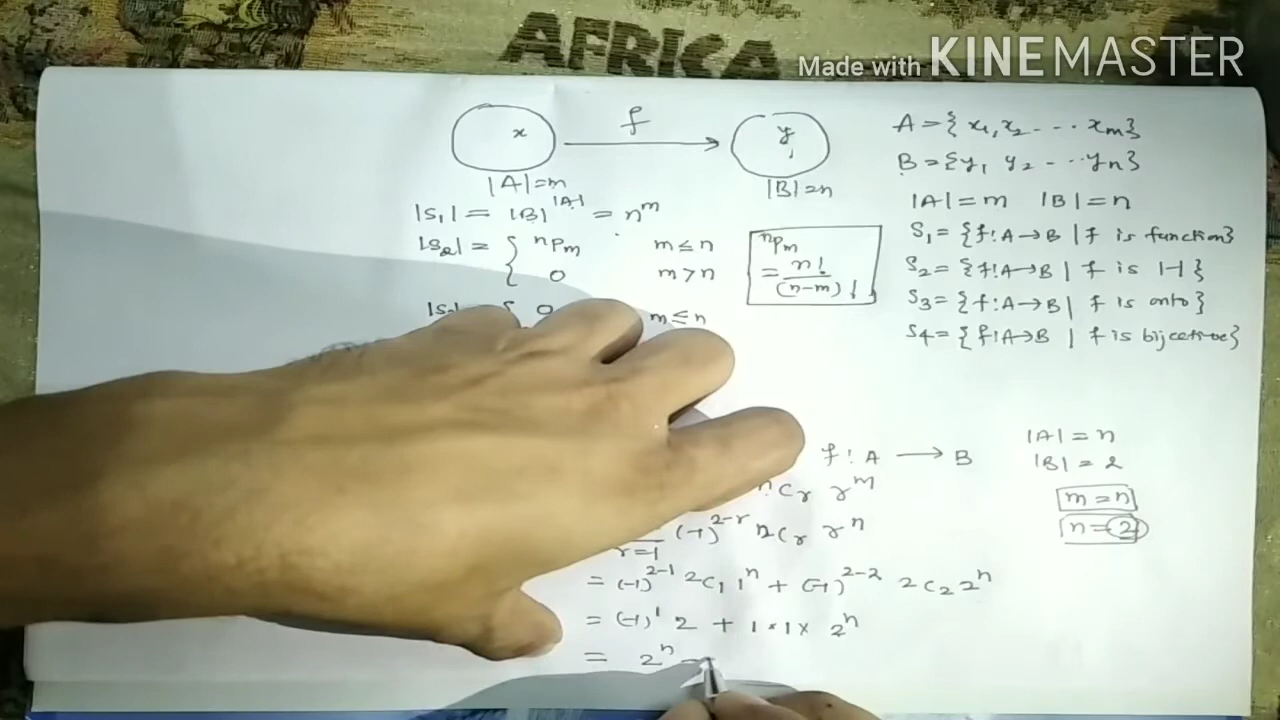 AFRICA
Made with KINEMASTER
x f y
|A|=m |B|=n
|S₁| = |B|^|A| = n^m
|S₂| = { ⁿPₘ m≤n
0 m>n
0 m≤n
ⁿPₘ
= n!/(n-m)!
A={x₁,x₂---xₘ}
B={y₁ y₂---yₙ}
|A|=m |B|=n
S₁={f:A→B | f is function}
S₂={f:A→B | f is 1-1}
S₃={f:A→B | f is onto}
S₄={f:A→B | f is bijective}
f:A → B
|A|=n
|B|=2
m=n
n=2
ⁿCᵣ r^m
r=1 (-1)^2-r 2Cᵣ r^n
= (-1)^2-1 2C₁ 1^n + (-1)^2-2 2C₂ 2^n
= (-1)^1 2 + 1×1× 2^n
= 2^n -